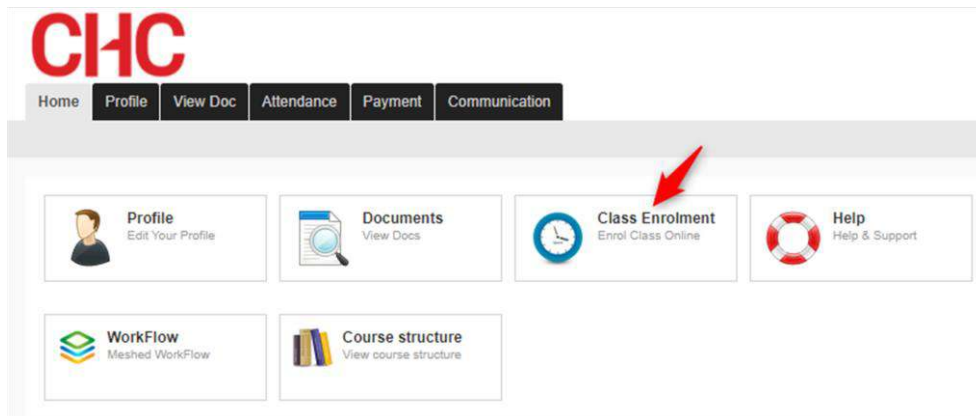 CHC
Home Profile View Doc Attendance Payment Communication
Profile
Edit Your Profile
Documents
View Docs
Class Enrolment
Enrol Class Online
Help
Help & Support
WorkFlow
Meshed WorkFlow
Course structure
View course structure